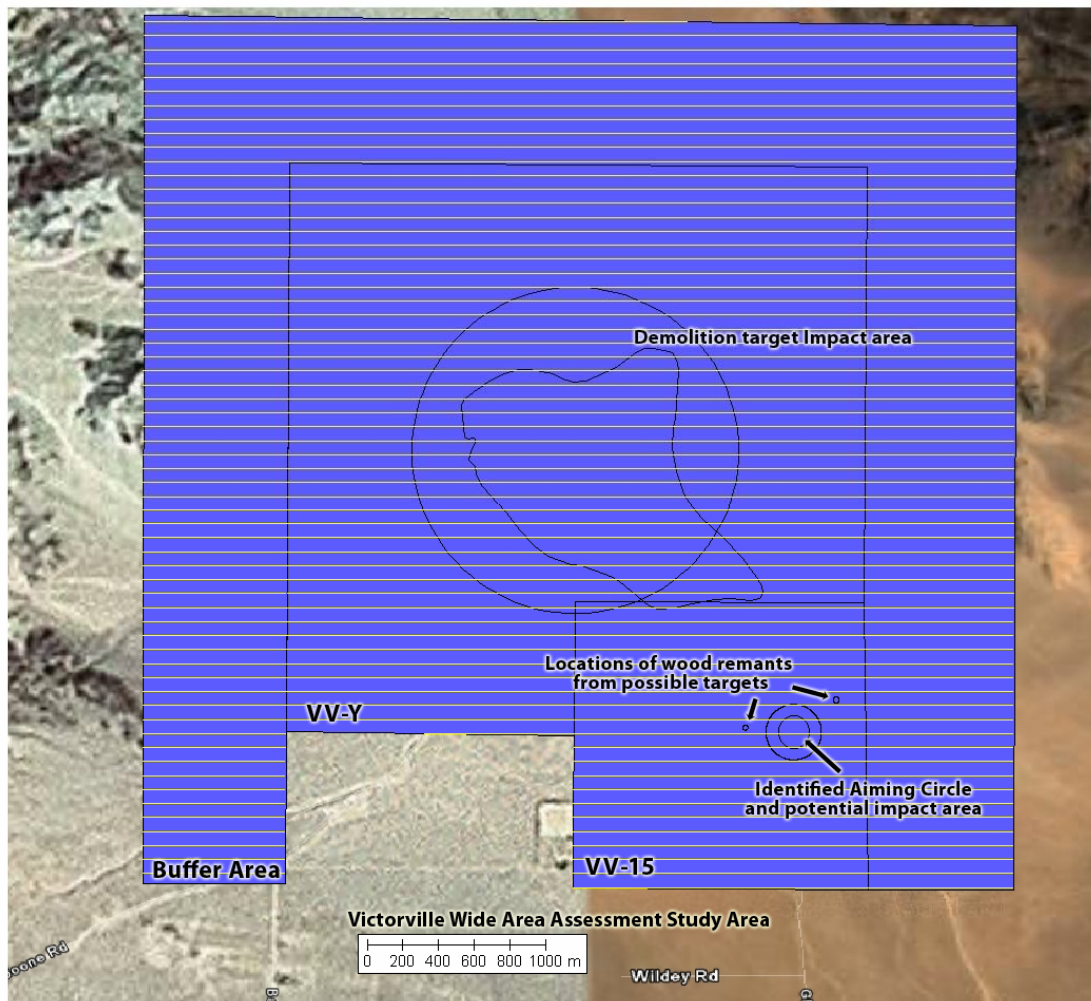 Demolition target Impact area
Locations of wood remants
from possible targets
VV-Y
Identified Aiming Circle
and potential impact area
Buffer Area
VV-15
Victorville Wide Area Assessment Study Area
0 200 400 600 800 1000 m
oone Rd
Wildey Rd